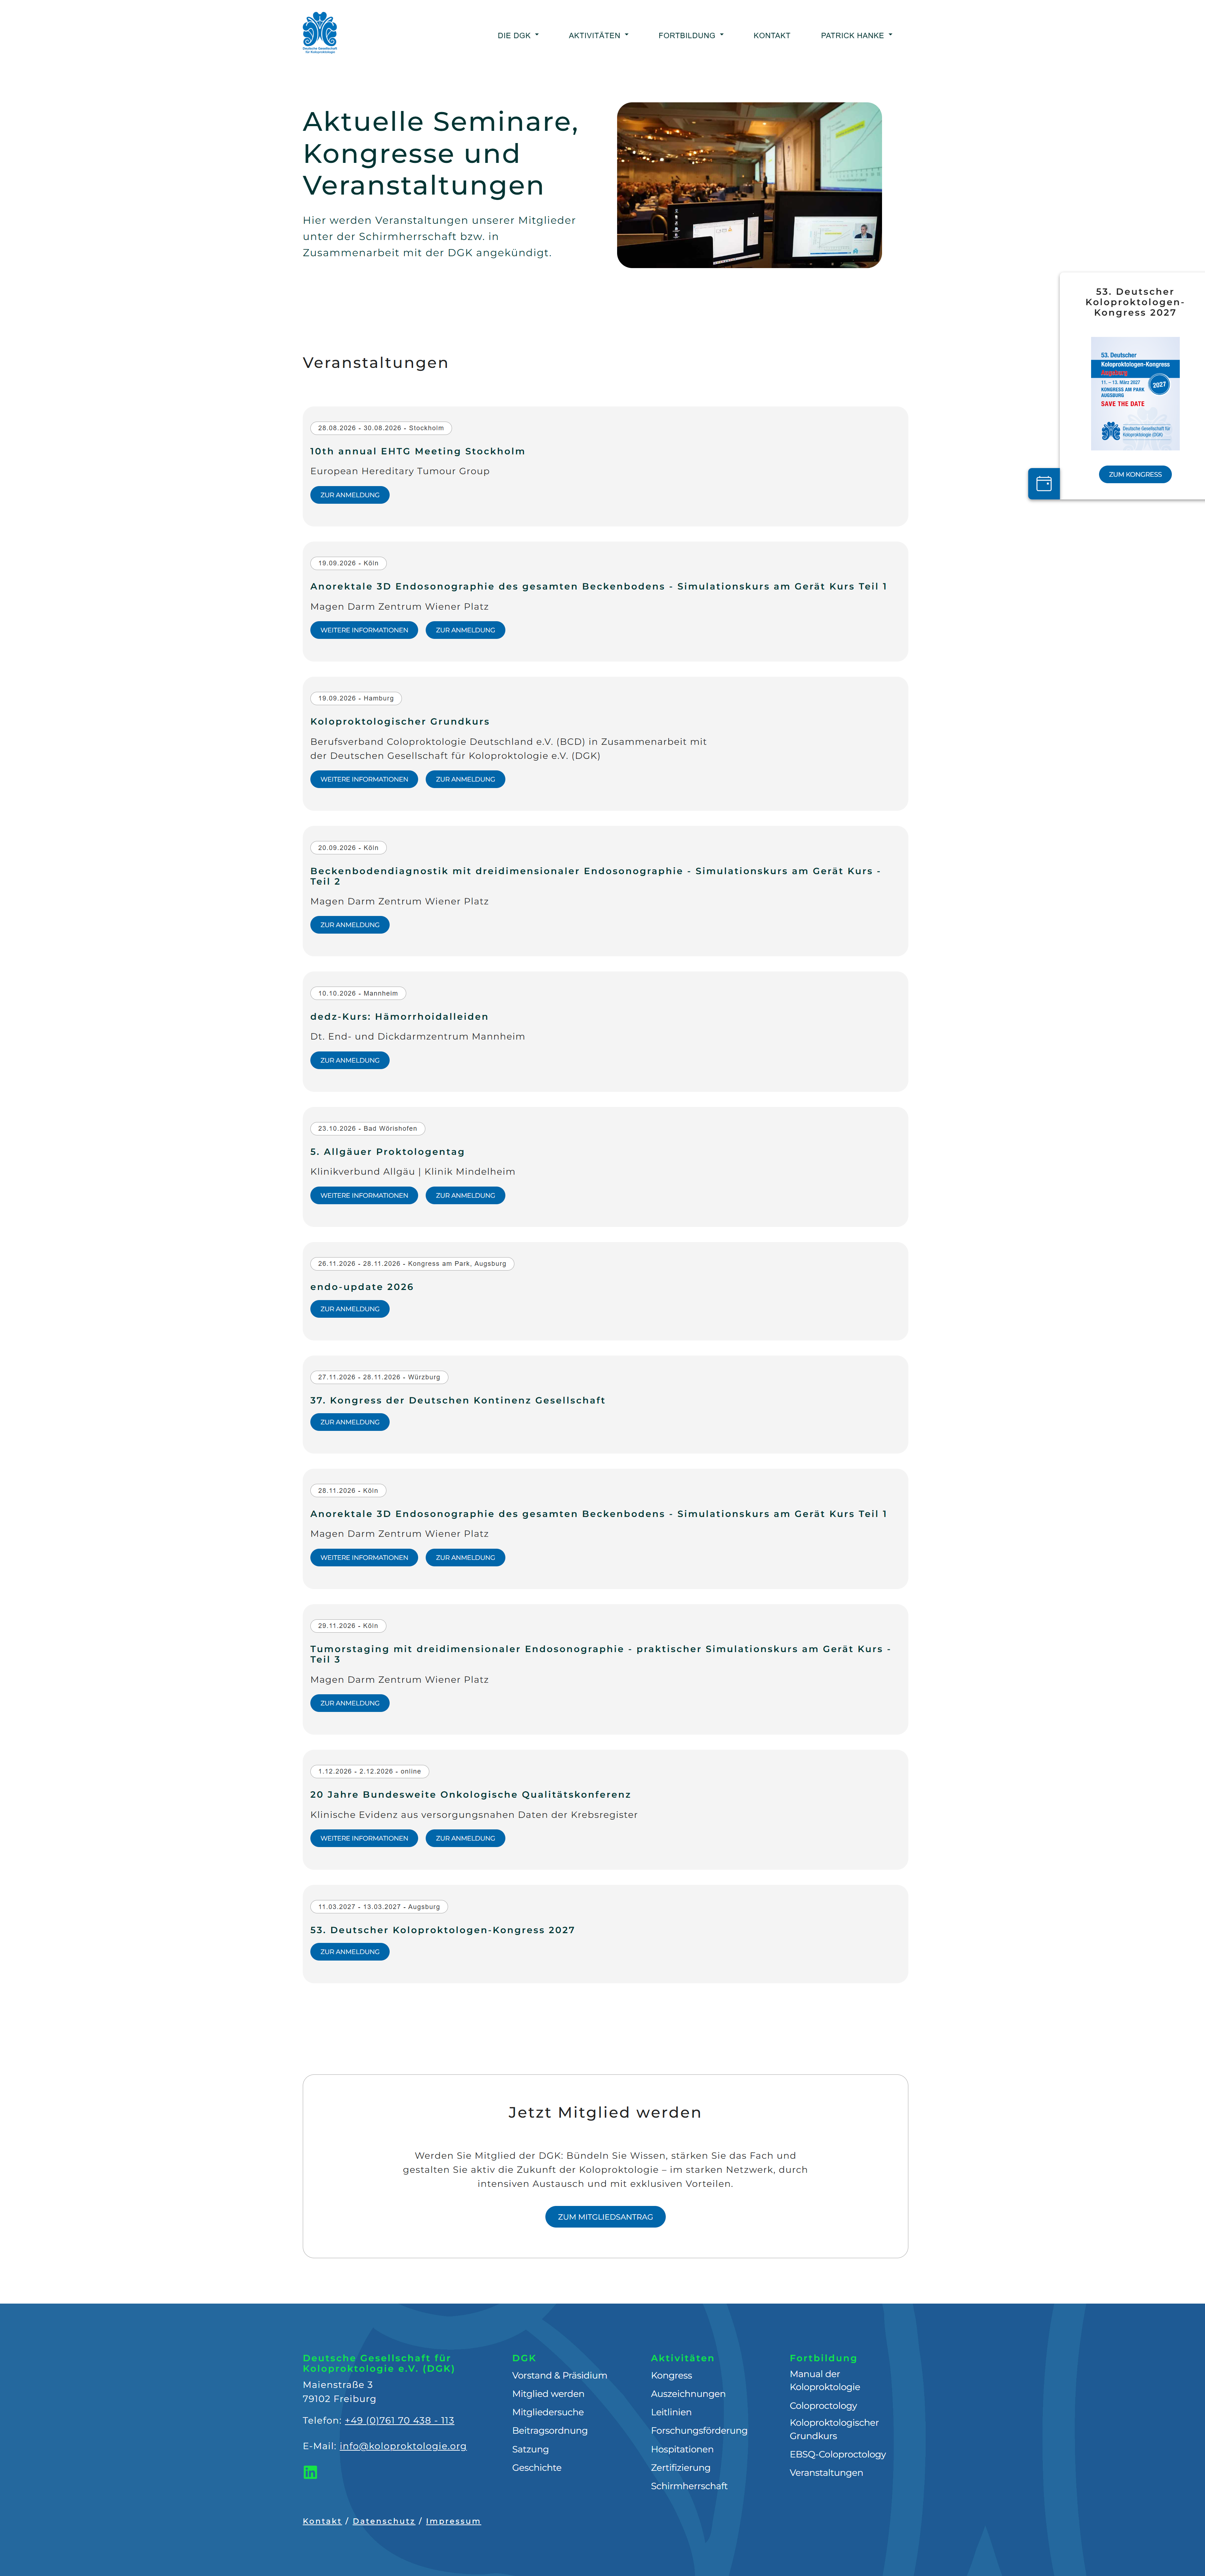 Deutsche Gesellschaft
für Koloproktologie
DIE DGK
AKTIVITÄTEN
FORTBILDUNG
KONTAKT
PATRICK HANKE
Aktuelle Seminare,
Kongresse und
Veranstaltungen
Hier werden Veranstaltungen unserer Mitglieder
unter der Schirmherrschaft bzw. in
Zusammenarbeit mit der DGK angekündigt.
53. Deutscher
Koloproktologen-
Kongress 2027
53. Deutscher
Koloproktologen-Kongress
Augsburg
11. – 13. März 2027
2027
KONGRESS AM PARK
AUGSBURG
SAVE THE DATE
Deutsche Gesellschaft für
Koloproktologie (DGK)
ZUM KONGRESS
Veranstaltungen
28.08.2026 - 30.08.2026 - Stockholm
10th annual EHTG Meeting Stockholm
European Hereditary Tumour Group
ZUR ANMELDUNG
19.09.2026 - Köln
Anorektale 3D Endosonographie des gesamten Beckenbodens - Simulationskurs am Gerät Kurs Teil 1
Magen Darm Zentrum Wiener Platz
WEITERE INFORMATIONEN ZUR ANMELDUNG
19.09.2026 - Hamburg
Koloproktologischer Grundkurs
Berufsverband Coloproktologie Deutschland e.V. (BCD) in Zusammenarbeit mit
der Deutschen Gesellschaft für Koloproktologie e.V. (DGK)
WEITERE INFORMATIONEN ZUR ANMELDUNG
20.09.2026 - Köln
Beckenbodendiagnostik mit dreidimensionaler Endosonographie - Simulationskurs am Gerät Kurs -
Teil 2
Magen Darm Zentrum Wiener Platz
ZUR ANMELDUNG
10.10.2026 - Mannheim
dedz-Kurs: Hämorrhoidalleiden
Dt. End- und Dickdarmzentrum Mannheim
ZUR ANMELDUNG
23.10.2026 - Bad Wörishofen
5. Allgäuer Proktologentag
Klinikverbund Allgäu | Klinik Mindelheim
WEITERE INFORMATIONEN ZUR ANMELDUNG
26.11.2026 - 28.11.2026 - Kongress am Park, Augsburg
endo-update 2026
ZUR ANMELDUNG
27.11.2026 - 28.11.2026 - Würzburg
37. Kongress der Deutschen Kontinenz Gesellschaft
ZUR ANMELDUNG
28.11.2026 - Köln
Anorektale 3D Endosonographie des gesamten Beckenbodens - Simulationskurs am Gerät Kurs Teil 1
Magen Darm Zentrum Wiener Platz
WEITERE INFORMATIONEN ZUR ANMELDUNG
29.11.2026 - Köln
Tumorstaging mit dreidimensionaler Endosonographie - praktischer Simulationskurs am Gerät Kurs -
Teil 3
Magen Darm Zentrum Wiener Platz
ZUR ANMELDUNG
1.12.2026 - 2.12.2026 - online
20 Jahre Bundesweite Onkologische Qualitätskonferenz
Klinische Evidenz aus versorgungsnahen Daten der Krebsregister
WEITERE INFORMATIONEN ZUR ANMELDUNG
11.03.2027 - 13.03.2027 - Augsburg
53. Deutscher Koloproktologen-Kongress 2027
ZUR ANMELDUNG
Jetzt Mitglied werden
Werden Sie Mitglied der DGK: Bündeln Sie Wissen, stärken Sie das Fach und
gestalten Sie aktiv die Zukunft der Koloproktologie – im starken Netzwerk, durch
intensiven Austausch und mit exklusiven Vorteilen.
ZUM MITGLIEDSANTRAG
Deutsche Gesellschaft für
Koloproktologie e.V. (DGK)
Maienstraße 3
79102 Freiburg
Telefon: +49 (0)761 70 438 - 113
E-Mail: info@koloproktologie.org
DGK
Vorstand & Präsidium
Mitglied werden
Mitgliedersuche
Beitragsordnung
Satzung
Geschichte
Aktivitäten
Kongress
Auszeichnungen
Leitlinien
Forschungsförderung
Hospitationen
Zertifizierung
Schirmherrschaft
Fortbildung
Manual der
Koloproktologie
Coloproctology
Koloproktologischer
Grundkurs
EBSQ-Coloproctology
Veranstaltungen
Kontakt / Datenschutz / Impressum